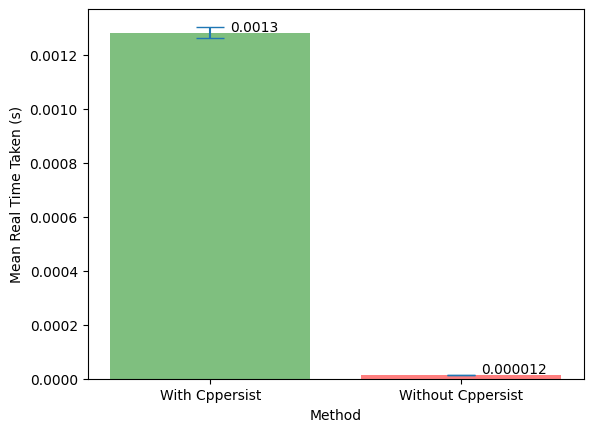 Mean Real Time Taken (s)
0.0012
0.0010
0.0008
0.0006
0.0004
0.0002
0.0000
0.0013
0.000012
With Cppersist
Without Cppersist
Method